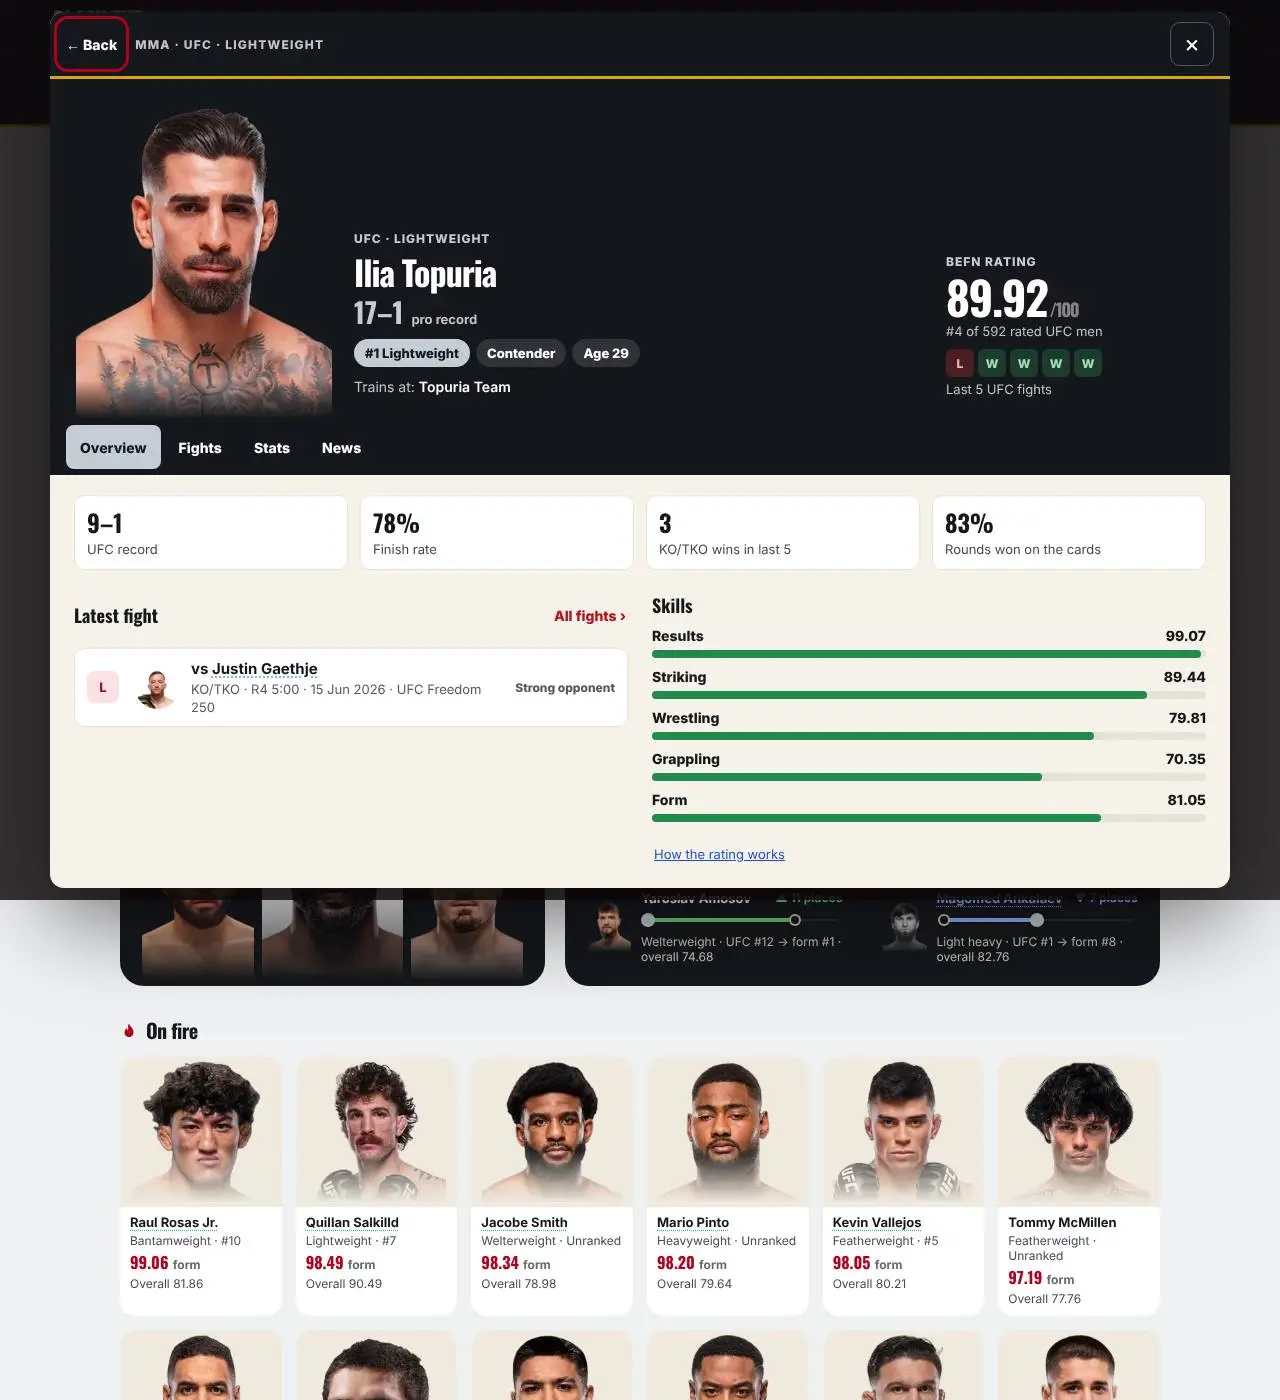 ← Back
MMA · UFC · LIGHTWEIGHT
×
UFC · LIGHTWEIGHT
Ilia Topuria
17–1 pro record
#1 Lightweight
Contender
Age 29
Trains at: Topuria Team
BEFN RATING
89.92/100
#4 of 592 rated UFC men
L W W W W
Last 5 UFC fights
Overview
Fights
Stats
News
9–1
UFC record
78%
Finish rate
3
KO/TKO wins in last 5
83%
Rounds won on the cards
Latest fight
All fights ›
L
vs Justin Gaethje
KO/TKO · R4 5:00 · 15 Jun 2026 · UFC Freedom
250
Strong opponent
Skills
Results 99.07
Striking 89.44
Wrestling 79.81
Grappling 70.35
Form 81.05
How the rating works
Yaroslav Amosov
Welterweight · UFC #12 → form #1 ·
overall 74.68
Magomed Ankalaev
Light heavy · UFC #1 → form #8 ·
overall 82.76
On fire
Raul Rosas Jr.
Bantamweight · #10
99.06 form
Overall 81.86
Quillan Salkilld
Lightweight · #7
98.49 form
Overall 90.49
Jacobe Smith
Welterweight · Unranked
98.34 form
Overall 78.98
Mario Pinto
Heavyweight · Unranked
98.20 form
Overall 79.64
Kevin Vallejos
Featherweight · #5
98.05 form
Overall 80.21
Tommy McMillen
Featherweight ·
Unranked
97.19 form
Overall 77.76